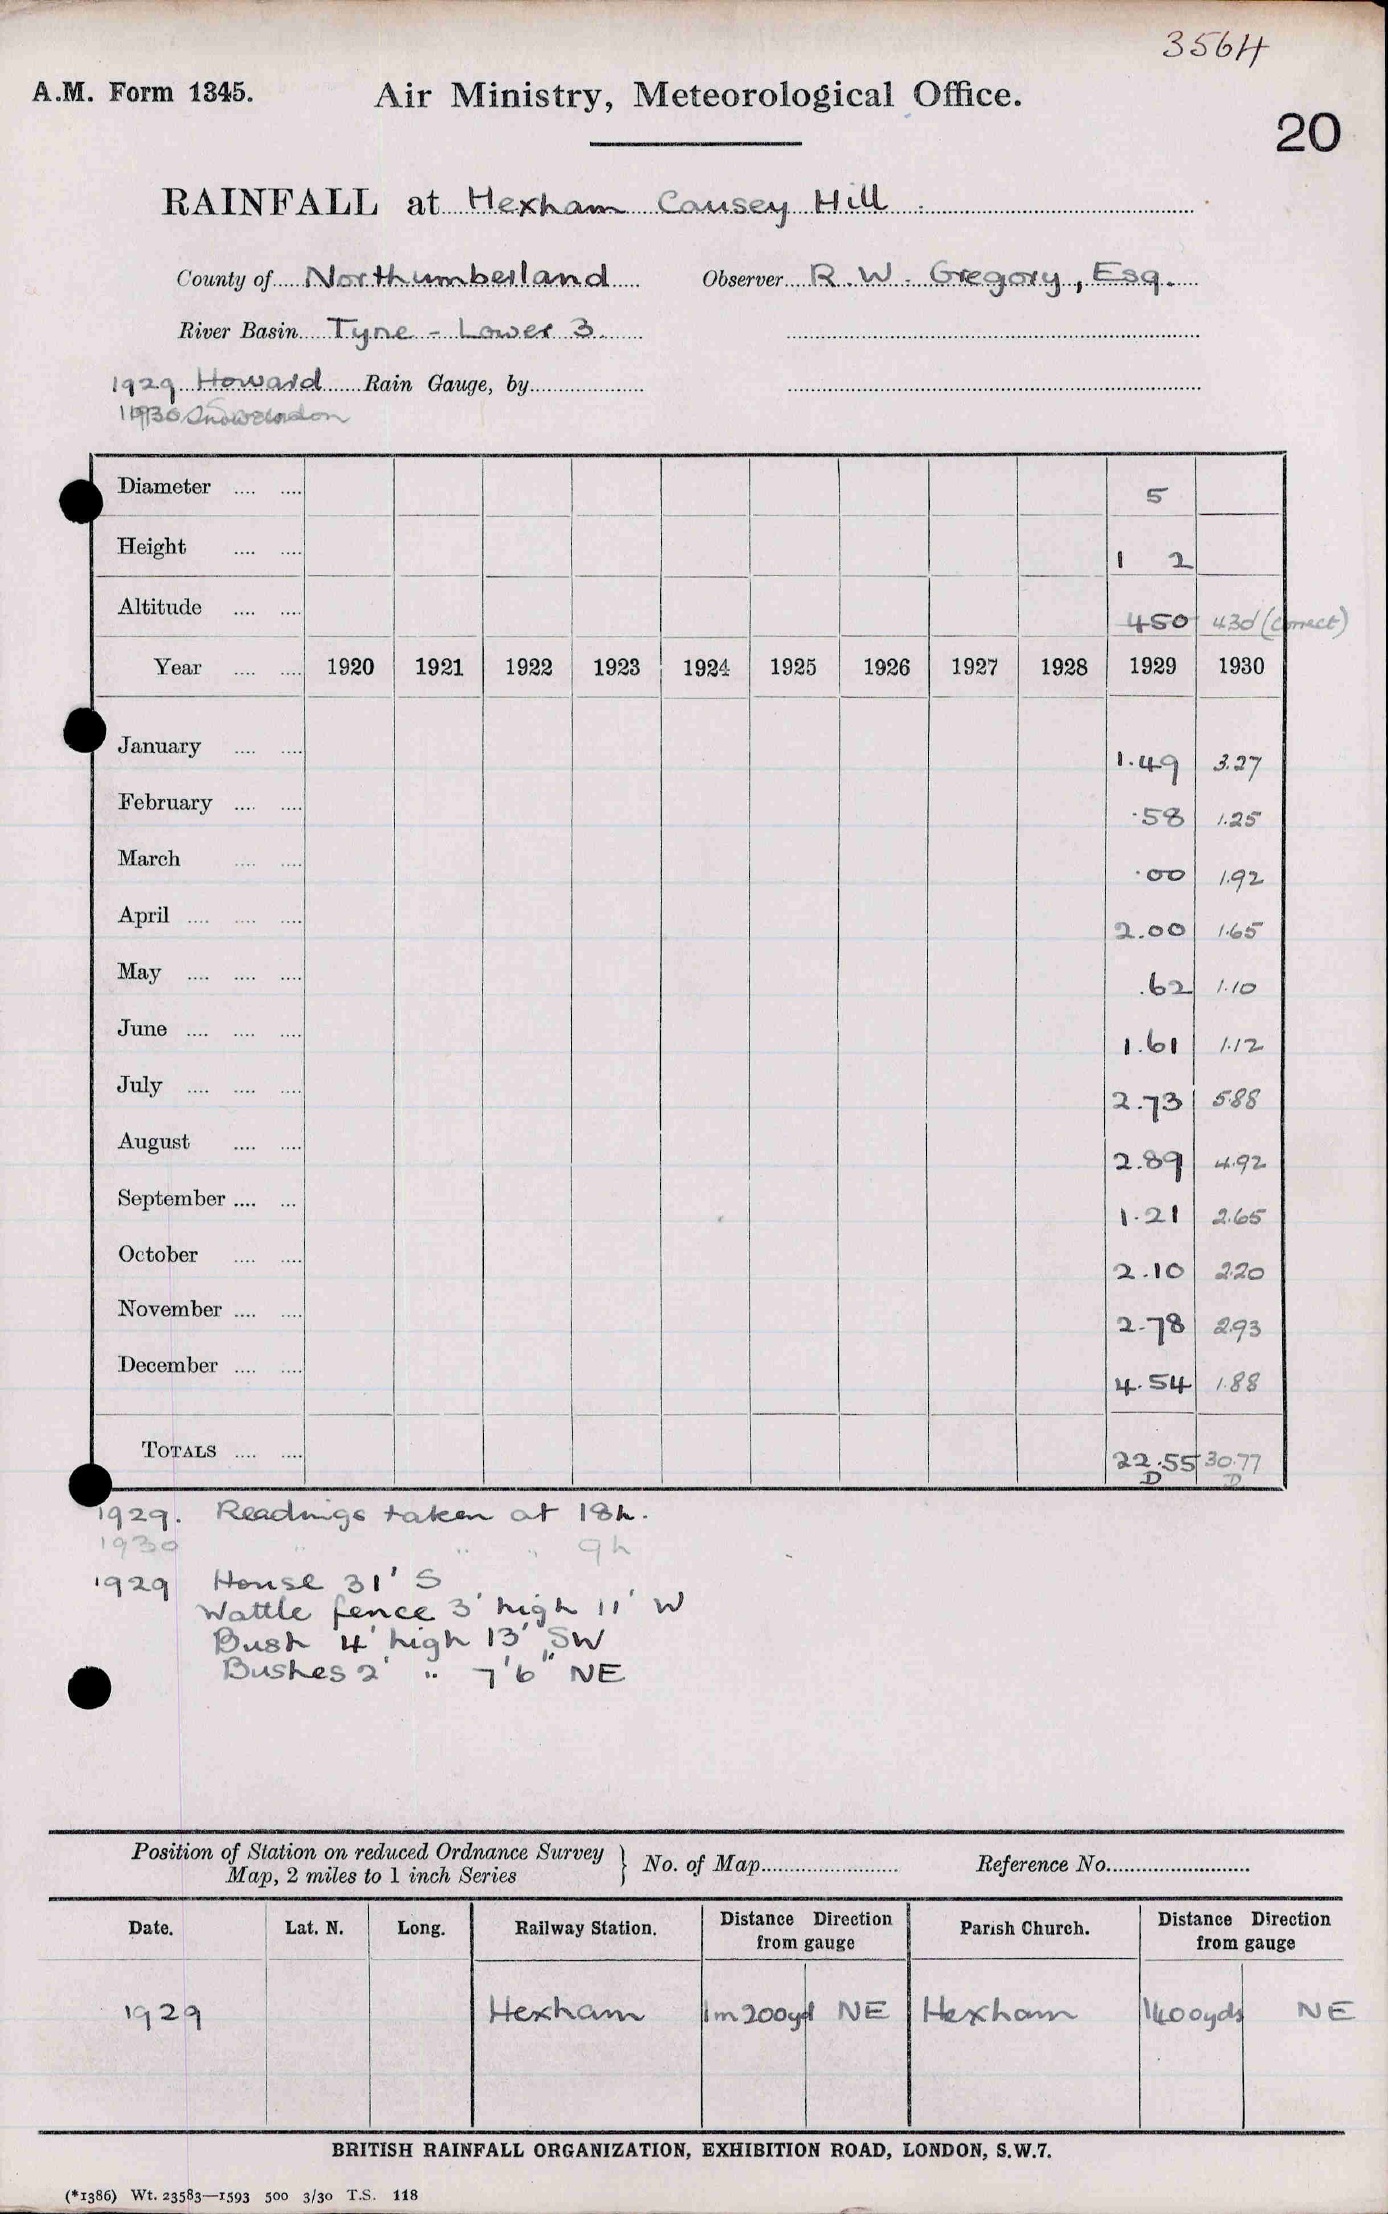 3564
A.M. Form 1345.
Air Ministry, Meteorological Office.
20
RAINFALL at Hexham Causey Hill
County of Northumberland Observer R.W. Gregory, Esq.
River Basin Tyne - Lower 3
1929 Howard Rain Gauge, by
1930 Snowdon
Diameter 5
Height 1 2
Altitude 450 430 (correct)
Year 1920 1921 1922 1923 1924 1925 1926 1927 1928 1929 1930
January 1.49 3.27
February .58 1.25
March .00 1.92
April 2.00 1.65
May .62 1.10
June 1.61 1.12
July 2.73 5.88
August 2.89 4.92
September 1.21 2.65
October 2.10 2.20
November 2.78 2.93
December 4.54 1.88
TOTALS 22.55 30.77
D D
1929. Readings taken at 18h.
1930 " " " 9h
1929 House 31' S
Wattle fence 3' high 11' W
Bush 4' high 13' SW
Bushes 2' " 7'6" NE
Position of Station on reduced Ordnance Survey
Map, 2 miles to 1 inch Series } No. of Map Reference No.
Date. Lat. N. Long. Railway Station. Distance Direction from gauge Parish Church. Distance Direction from gauge
1929 Hexham 1m200yd NE Hexham 1400yds NE
BRITISH RAINFALL ORGANIZATION, EXHIBITION ROAD, LONDON, S.W.7.
(*1386) Wt. 23583—1593 500 3/30 T.S. 118